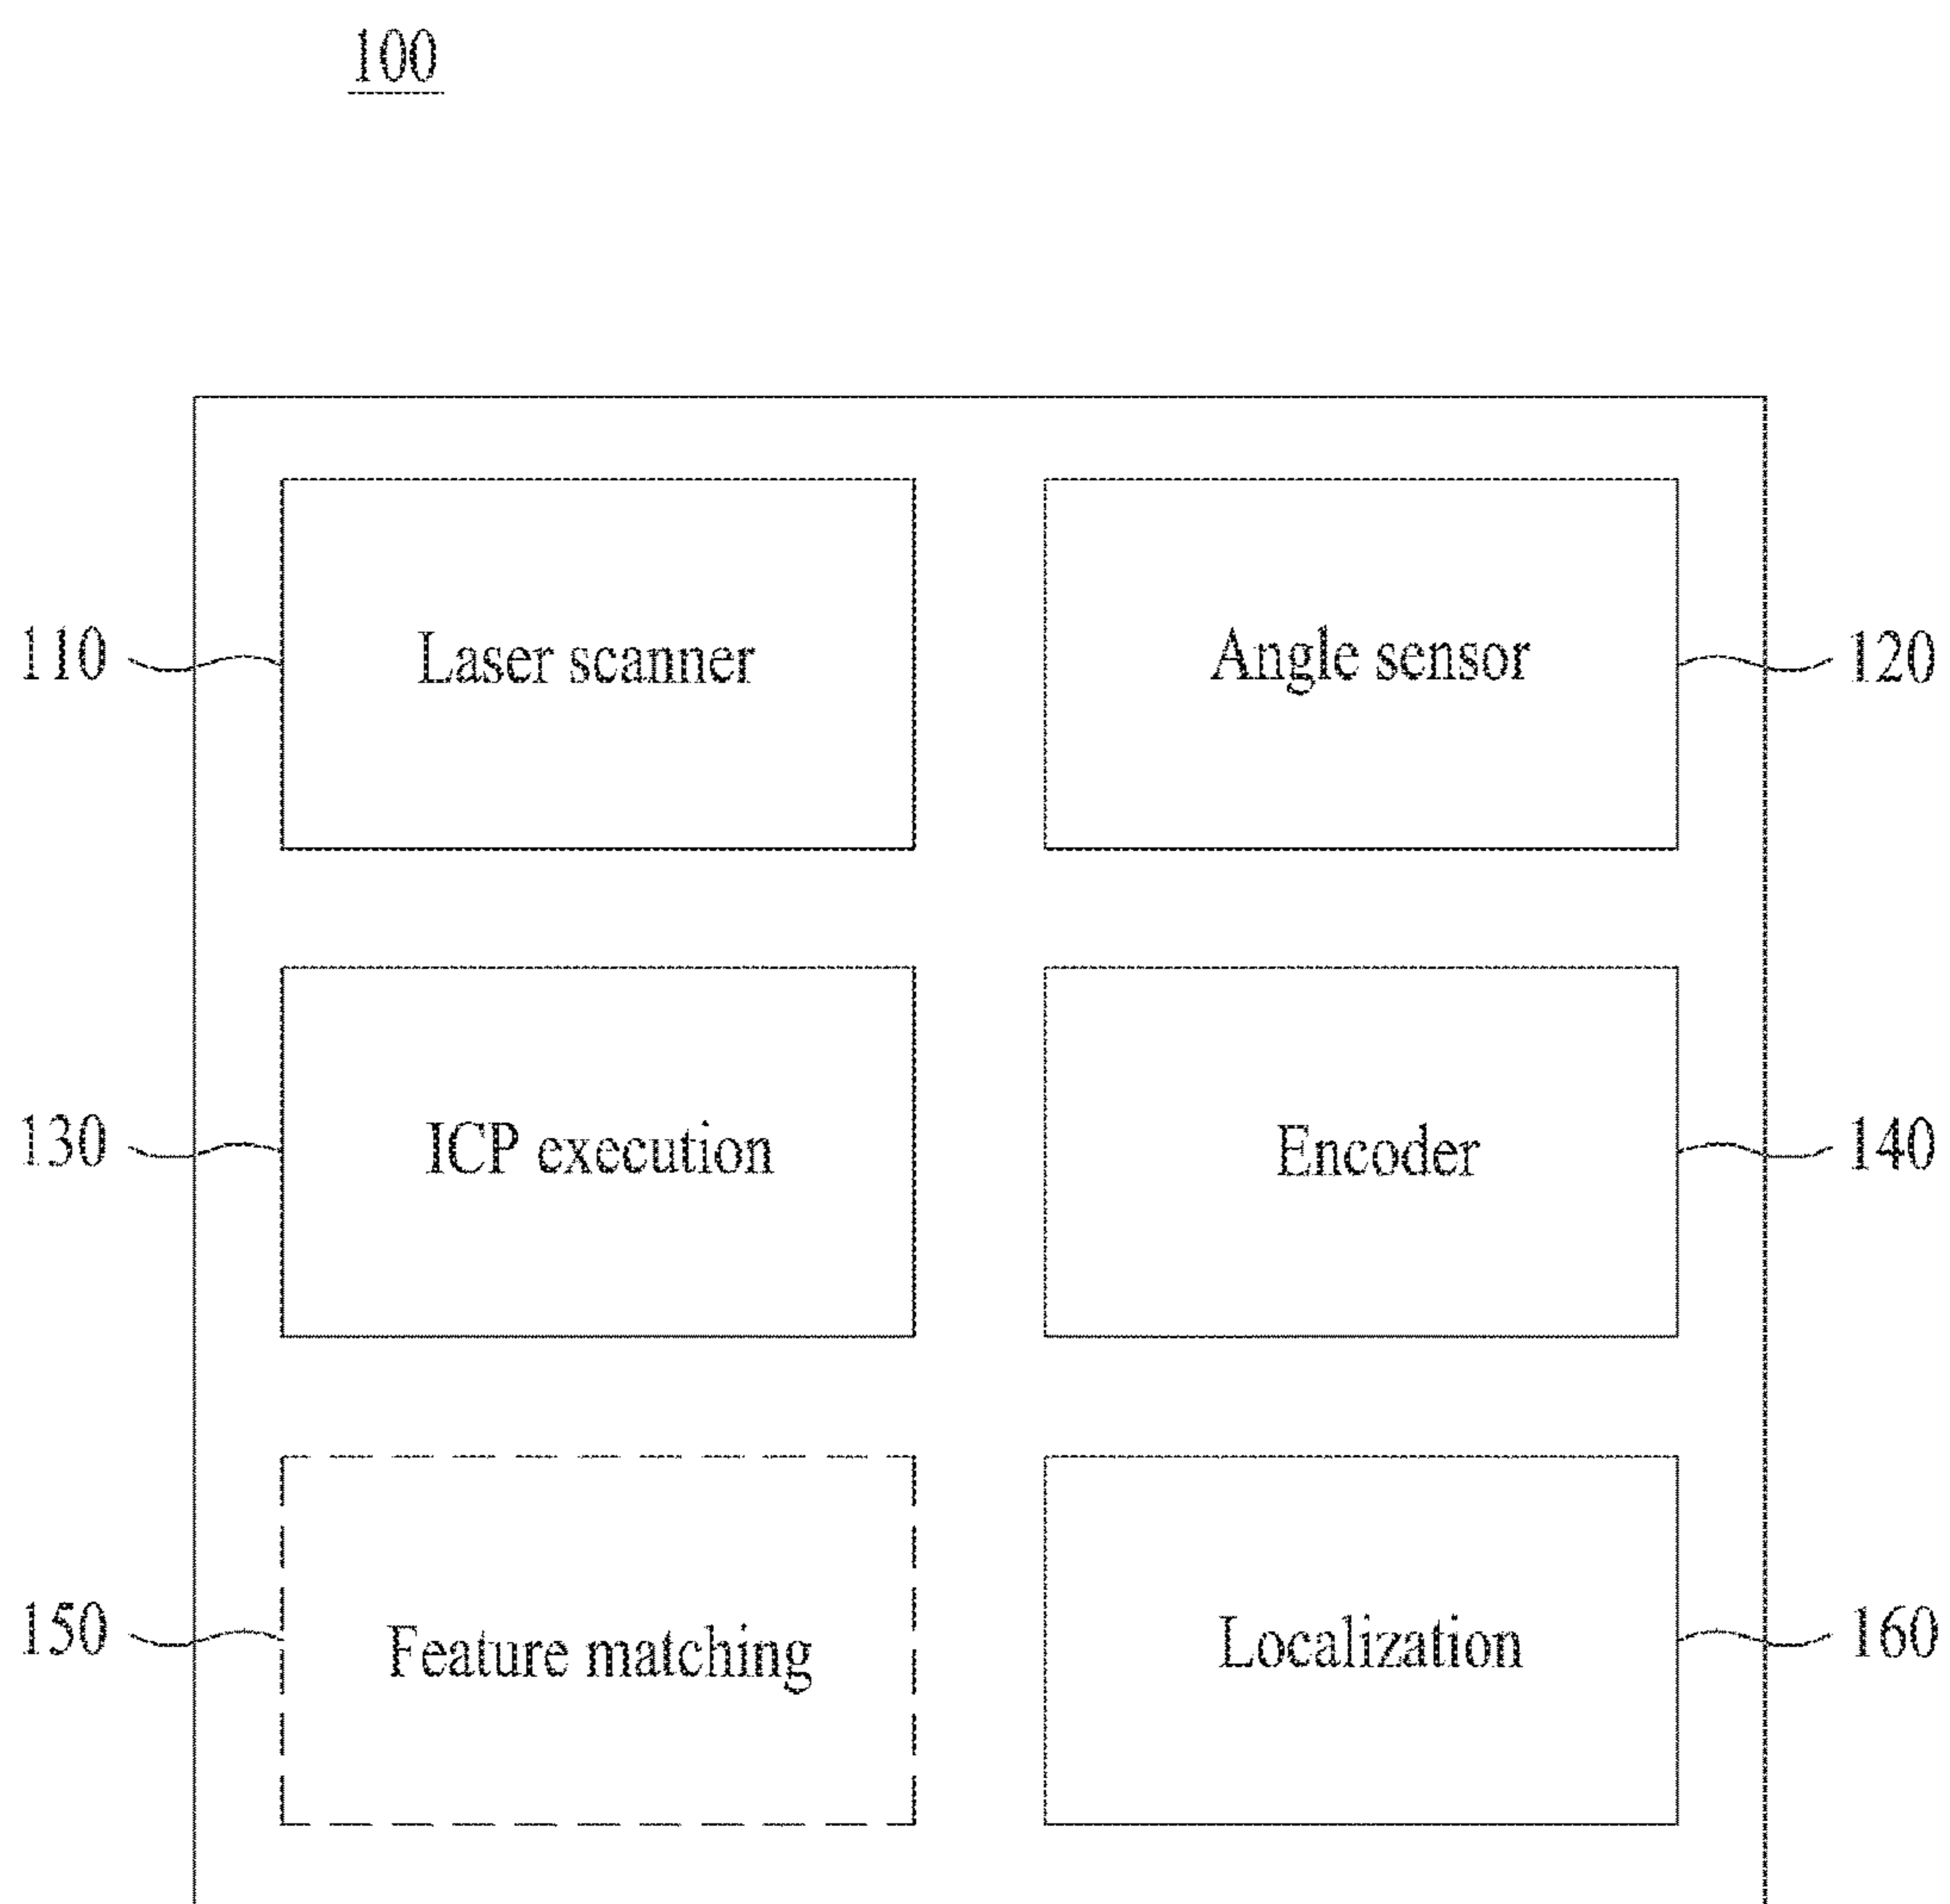 100
110 Laser scanner Angle sensor 120
130 ICP execution Encoder 140
150 Feature matching Localization 160